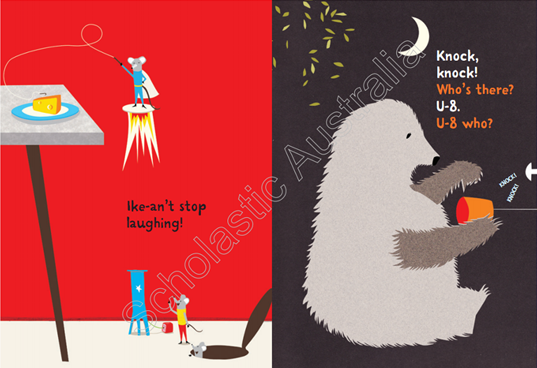 Ike-an't stop
laughing!
Knock,
knock!
Who's there?
U-8.
U-8 who?
KNOCK!
KNOCK!
Scholastic Australia